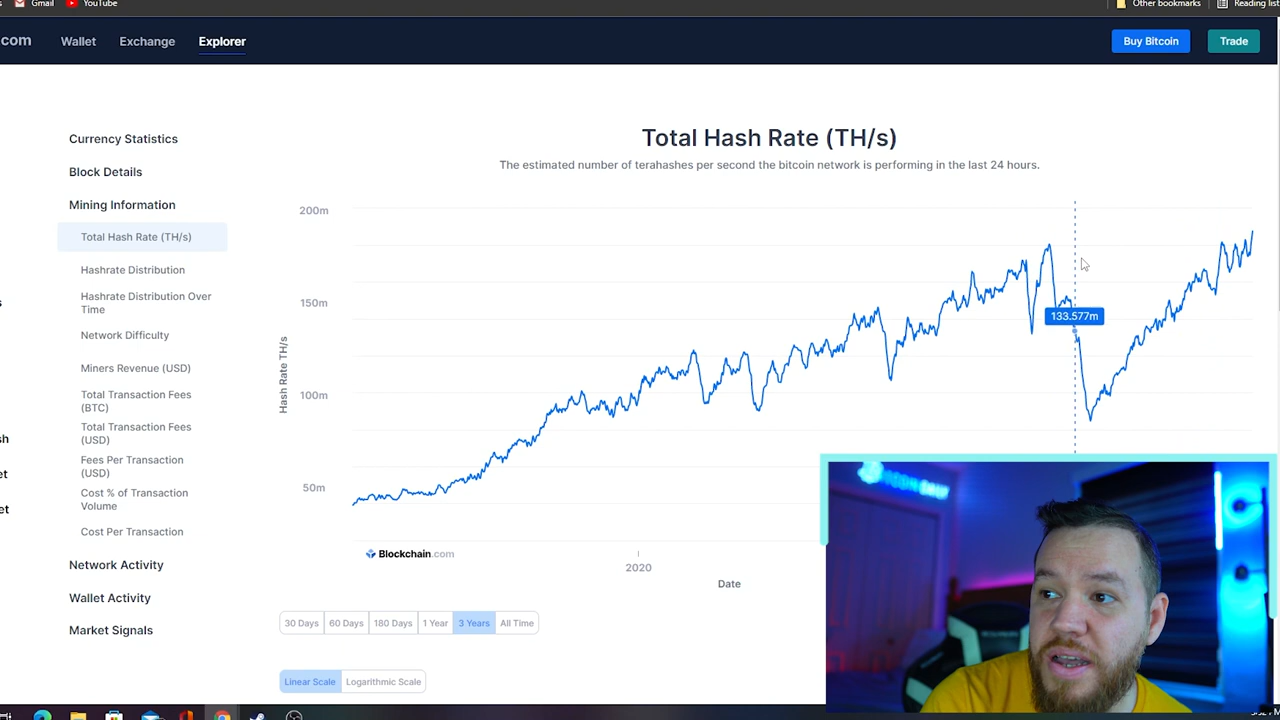 Gmail
YouTube
Other bookmarks
Reading list
.com
Wallet
Exchange
Explorer
Buy Bitcoin
Trade
Currency Statistics
Block Details
Mining Information
Total Hash Rate (TH/s)
Hashrate Distribution
Hashrate Distribution Over
Time
Network Difficulty
Miners Revenue (USD)
Total Transaction Fees
(BTC)
Total Transaction Fees
(USD)
Fees Per Transaction
(USD)
Cost % of Transaction
Volume
Cost Per Transaction
Network Activity
Wallet Activity
Market Signals
Total Hash Rate (TH/s)
The estimated number of terahashes per second the bitcoin network is performing in the last 24 hours.
200m
150m
100m
50m
Hash Rate TH/s
133.577m
Blockchain.com
2020
Date
30 Days
60 Days
180 Days
1 Year
3 Years
All Time
Linear Scale
Logarithmic Scale